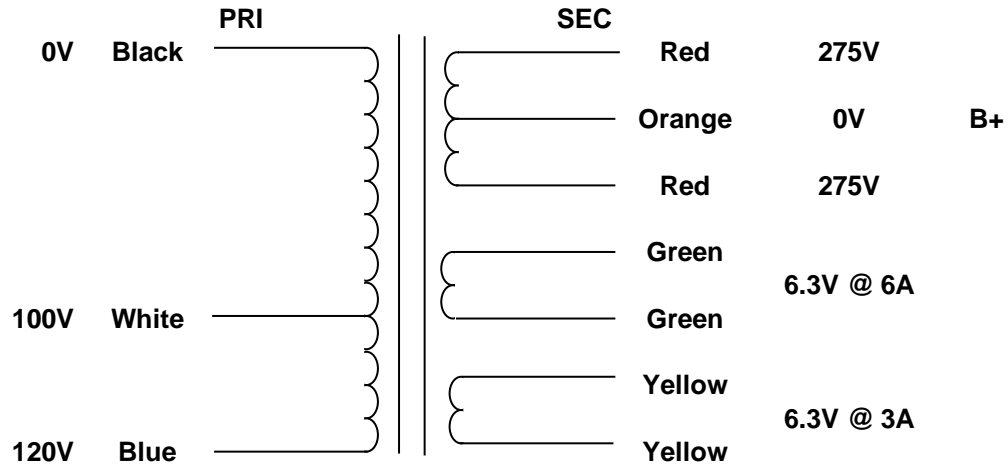 PRI SEC
0V Black Red 275V
Orange 0V B+
Red 275V
Green
6.3V @ 6A
100V White Green
Yellow
6.3V @ 3A
120V Blue Yellow